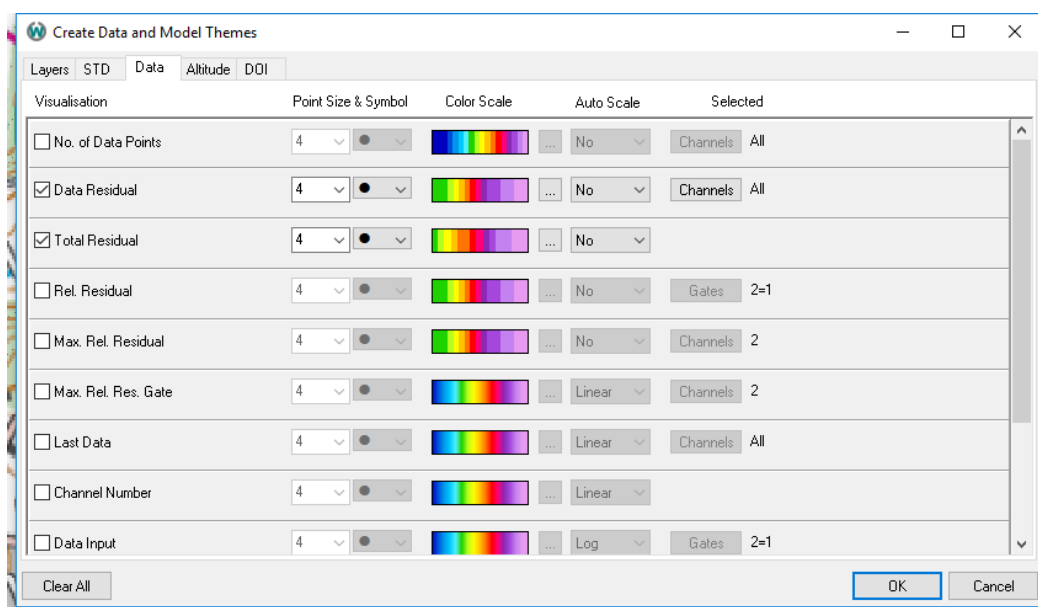 Create Data and Model Themes
Layers STD Data Altitude DOI
Visualisation Point Size & Symbol Color Scale Auto Scale Selected
No. of Data Points 4 ... No Channels All
Data Residual 4 ... No Channels All
Total Residual 4 ... No
Rel. Residual 4 ... No Gates 2=1
Max. Rel. Residual 4 ... No Channels 2
Max. Rel. Res. Gate 4 ... Linear Channels 2
Last Data 4 ... Linear Channels All
Channel Number 4 ... Linear
Data Input 4 ... Log Gates 2=1
Clear All OK Cancel